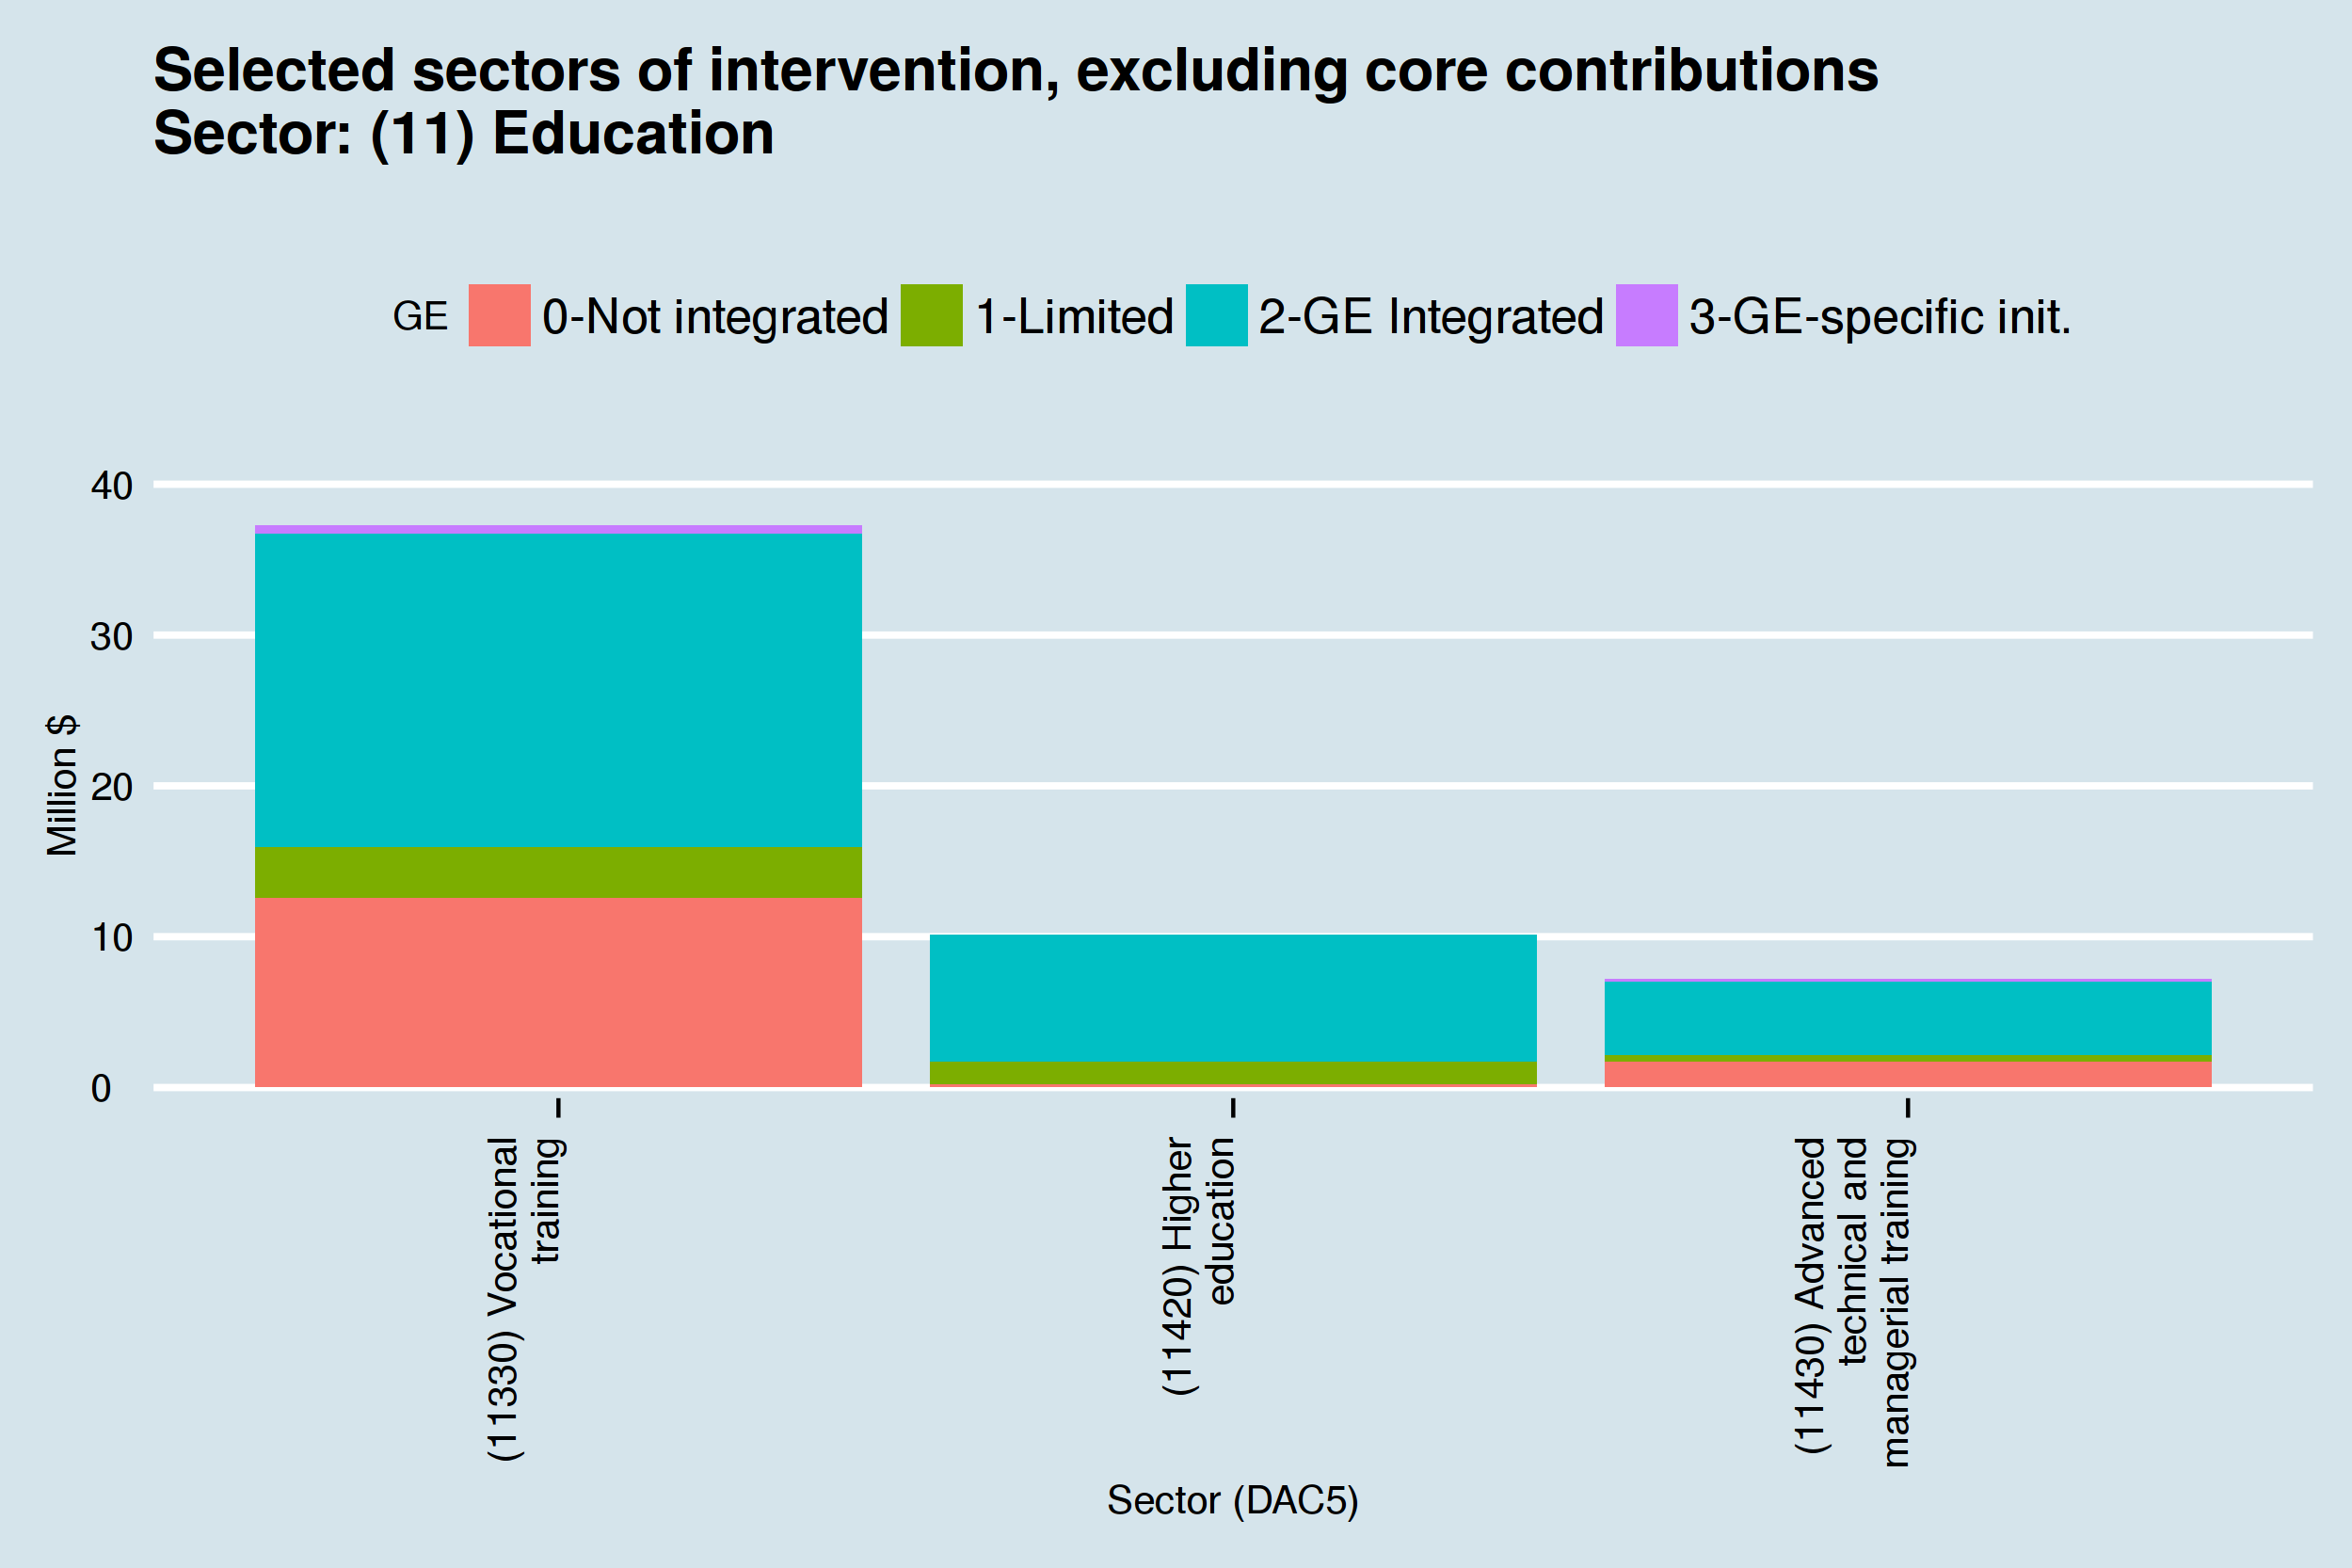 Selected sectors of intervention, excluding core contributions
Sector: (11) Education
GE 0-Not integrated 1-Limited 2-GE Integrated 3-GE-specific init.
40
30
20
10
0
Million $
(11330) Vocational
training
(11420) Higher
education
(11430) Advanced
technical and
managerial training
Sector (DAC5)